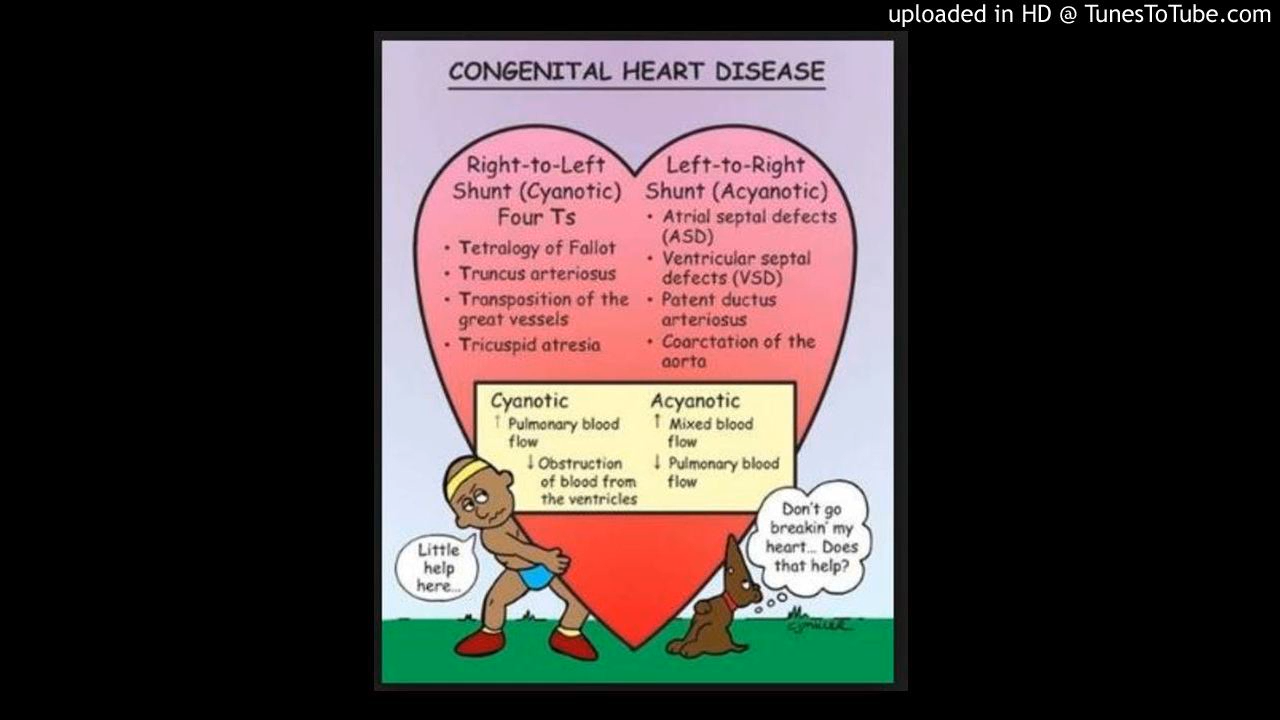 uploaded in HD @ TunesToTube.com
CONGENITAL HEART DISEASE
Right-to-Left
Shunt (Cyanotic)
Four Ts
• Tetralogy of Fallot
• Truncus arteriosus
• Transposition of the
great vessels
• Tricuspid atresia
Left-to-Right
Shunt (Acyanotic)
• Atrial septal defects
(ASD)
• Ventricular septal
defects (VSD)
• Patent ductus
arteriosus
• Coarctation of the
aorta
Cyanotic
↑ Pulmonary blood
flow
↓ Obstruction
of blood from
the ventricles
Acyanotic
↑ Mixed blood
flow
↓ Pulmonary blood
flow
Little
help
here...
Don't go
breakin' my
heart... Does
that help?